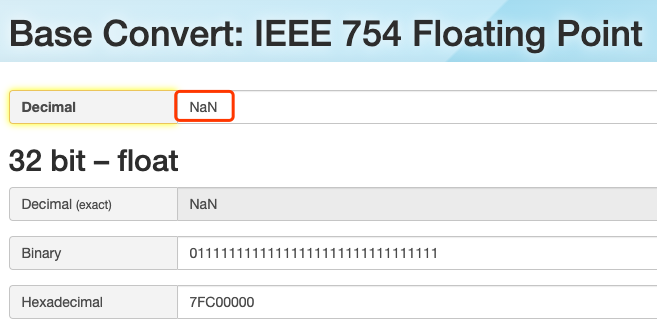 Base Convert: IEEE 754 Floating Point
Decimal NaN
32 bit – float
Decimal (exact) NaN
Binary 01111111111111111111111111111111
Hexadecimal 7FC00000